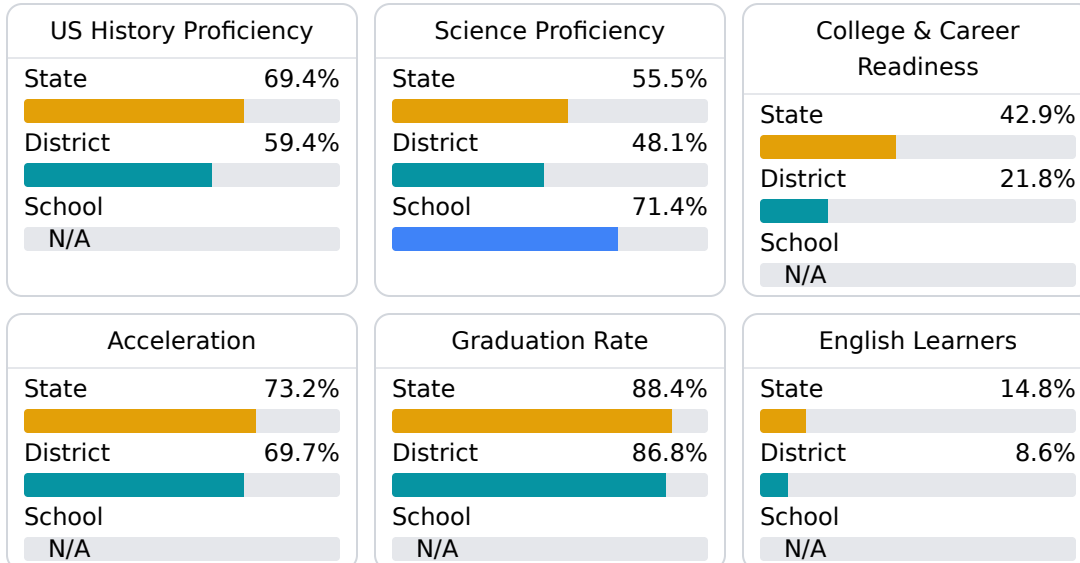 US History Proficiency
State 69.4%
District 59.4%
School
N/A
Science Proficiency
State 55.5%
District 48.1%
School 71.4%
College & Career
Readiness
State 42.9%
District 21.8%
School
N/A
Acceleration
State 73.2%
District 69.7%
School
N/A
Graduation Rate
State 88.4%
District 86.8%
School
N/A
English Learners
State 14.8%
District 8.6%
School
N/A